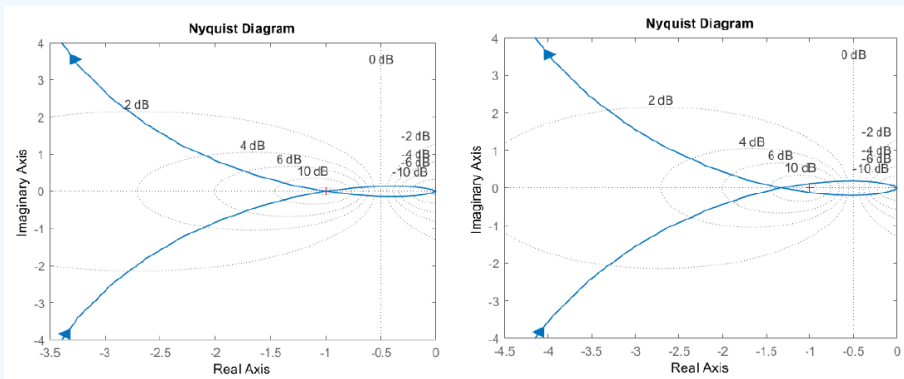 Nyquist Diagram
4
3
2
1
0
-1
-2
-3
-4
Imaginary Axis
0 dB
2 dB
-2 dB
4 dB
-4 dB
6 dB
-6 dB
10 dB
-10 dB
-3.5 -3 -2.5 -2 -1.5 -1 -0.5 0
Real Axis
Nyquist Diagram
4
3
2
1
0
-1
-2
-3
-4
Imaginary Axis
0 dB
2 dB
-2 dB
4 dB
-4 dB
6 dB
-6 dB
10 dB
-10 dB
-4.5 -4 -3.5 -3 -2.5 -2 -1.5 -1 -0.5 0
Real Axis